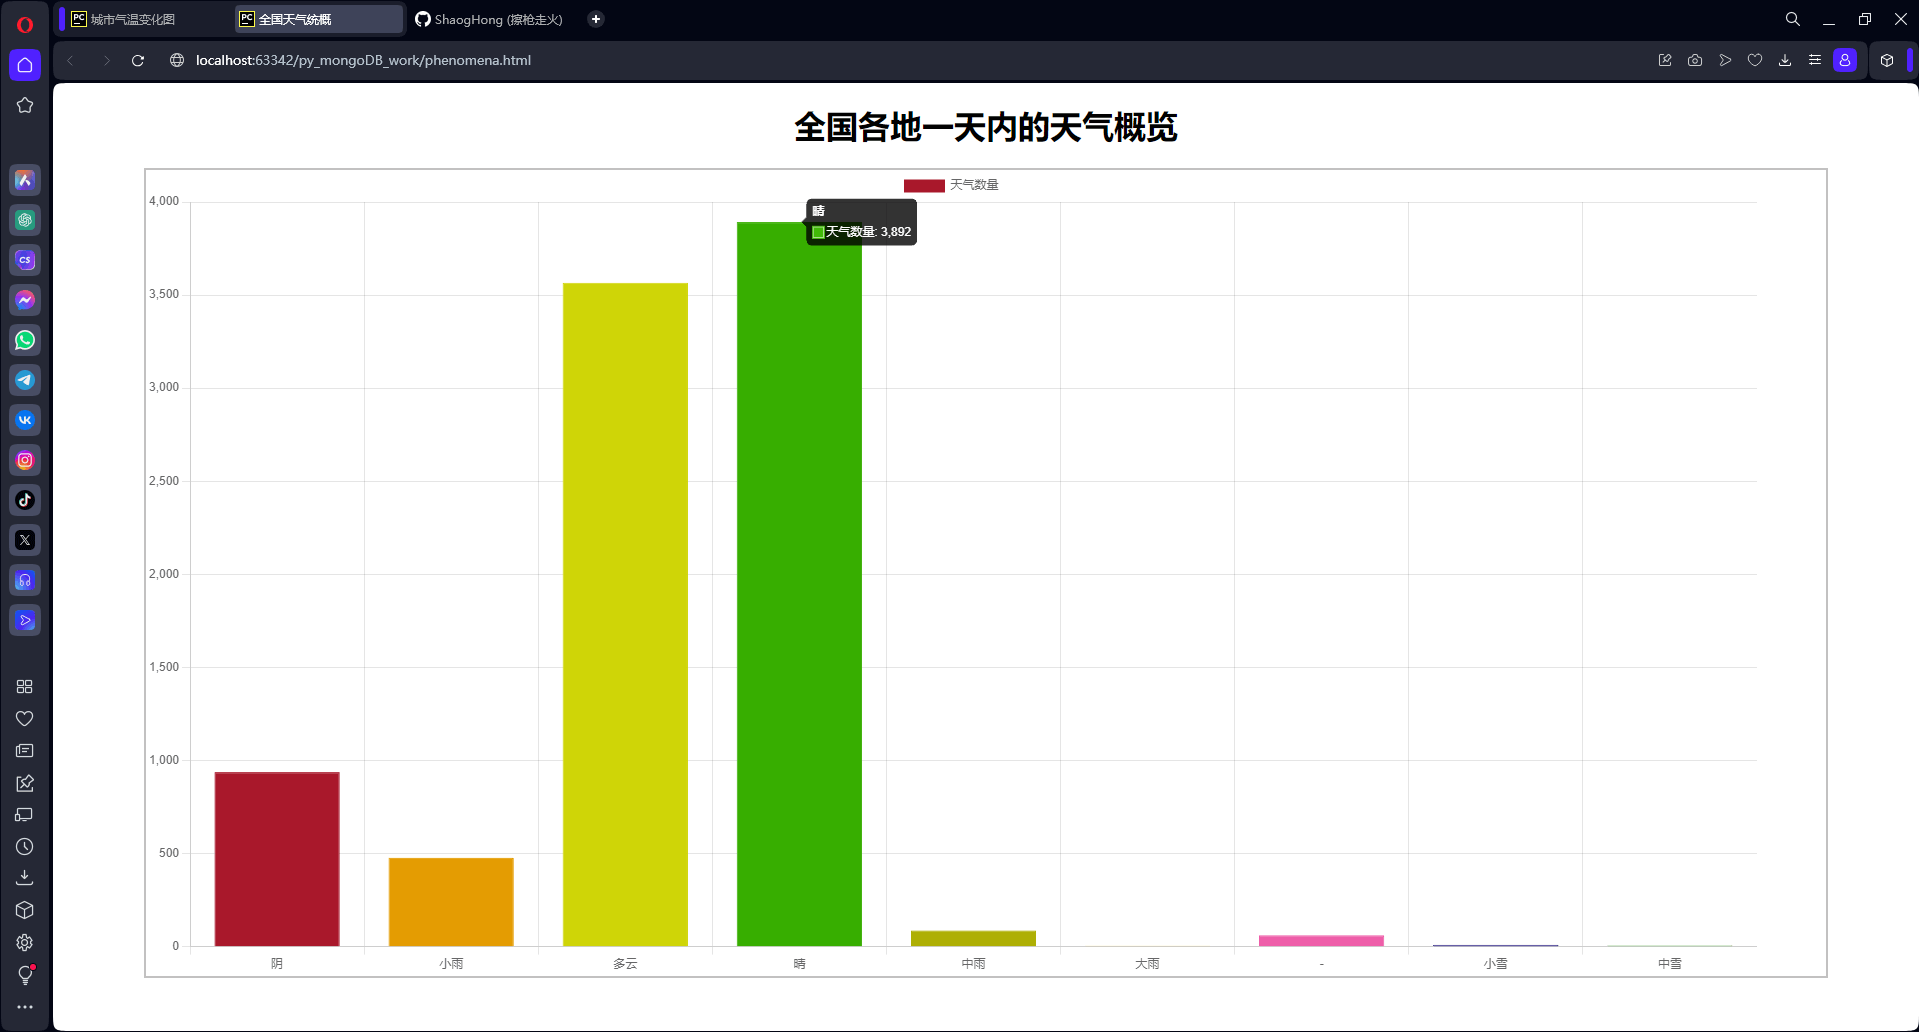 城市气温变化图
全国天气统概
ShaogHong (擦枪走火)
localhost:63342/py_mongoDB_work/phenomena.html
全国各地一天内的天气概览
天气数量
晴
天气数量: 3,892
4,000
3,500
3,000
2,500
2,000
1,500
1,000
500
0
阴 小雨 多云 晴 中雨 大雨 - 小雪 中雪